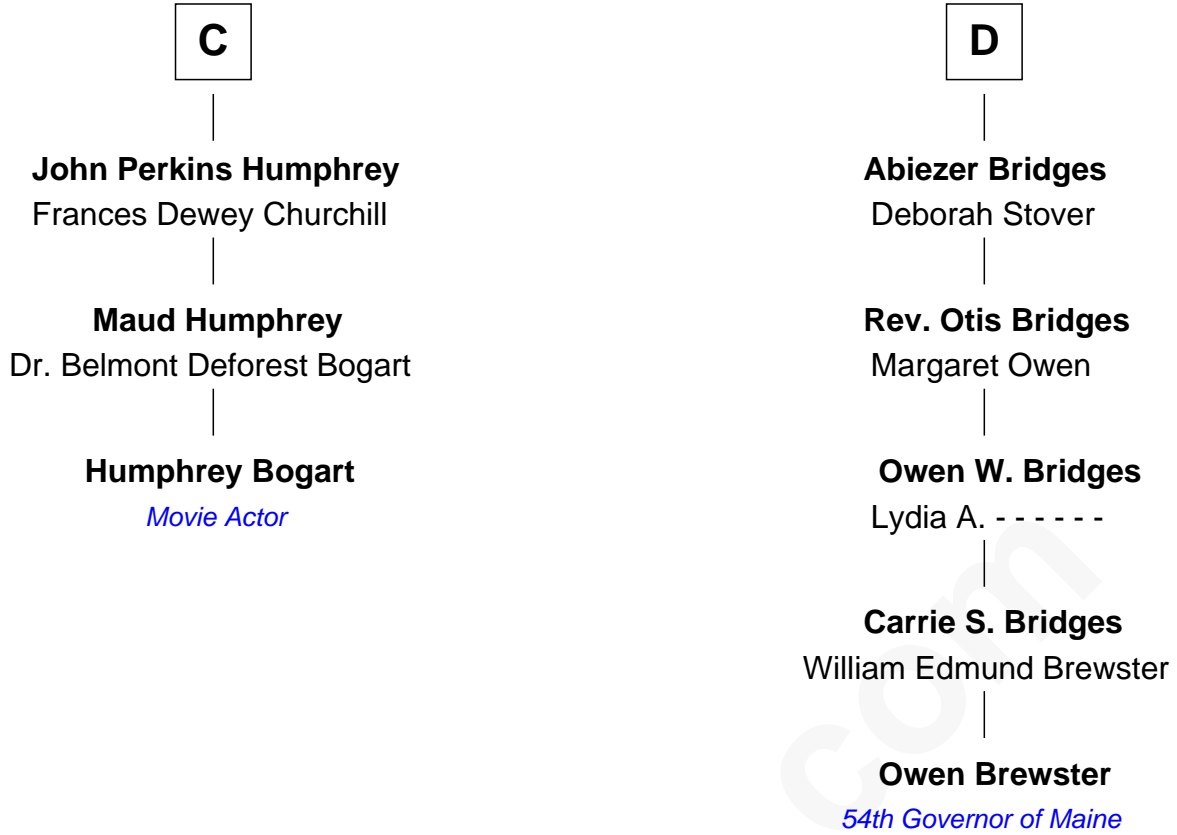 C
John Perkins Humphrey
Frances Dewey Churchill
Maud Humphrey
Dr. Belmont Deforest Bogart
Humphrey Bogart
Movie Actor
D
Abiezer Bridges
Deborah Stover
Rev. Otis Bridges
Margaret Owen
Owen W. Bridges
Lydia A. - - - - - -
Carrie S. Bridges
William Edmund Brewster
Owen Brewster
54th Governor of Maine
com